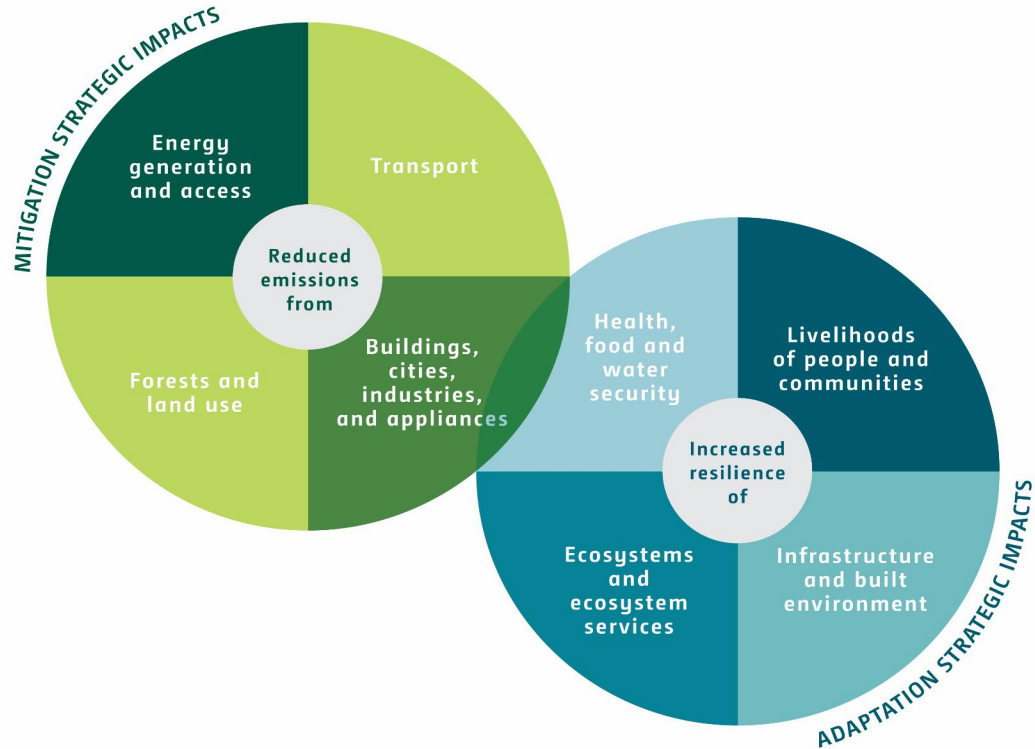 MITIGATION STRATEGIC IMPACTS
Energy
generation
and access
Transport
Reduced
emissions
from
Forests and
land use
Buildings,
cities,
industries,
and appliances
Health,
food and
water
security
Livelihoods
of people and
communities
Increased
resilience
of
Ecosystems
and
ecosystem
services
Infrastructure
and built
environment
ADAPTATION STRATEGIC IMPACTS